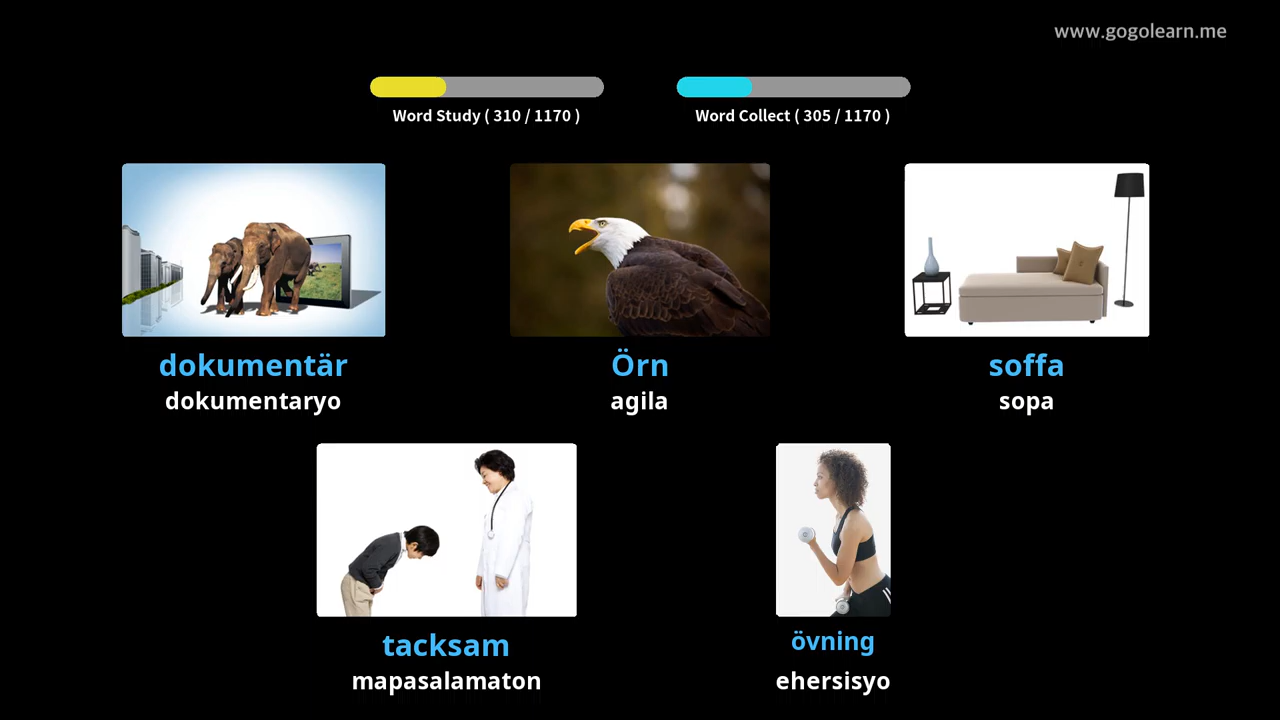 www.gogolearn.me
Word Study ( 310 / 1170 )
Word Collect ( 305 / 1170 )
dokumentär
dokumentaryo
Örn
agila
soffa
sopa
tacksam
mapasalamaton
övning
ehersisyo